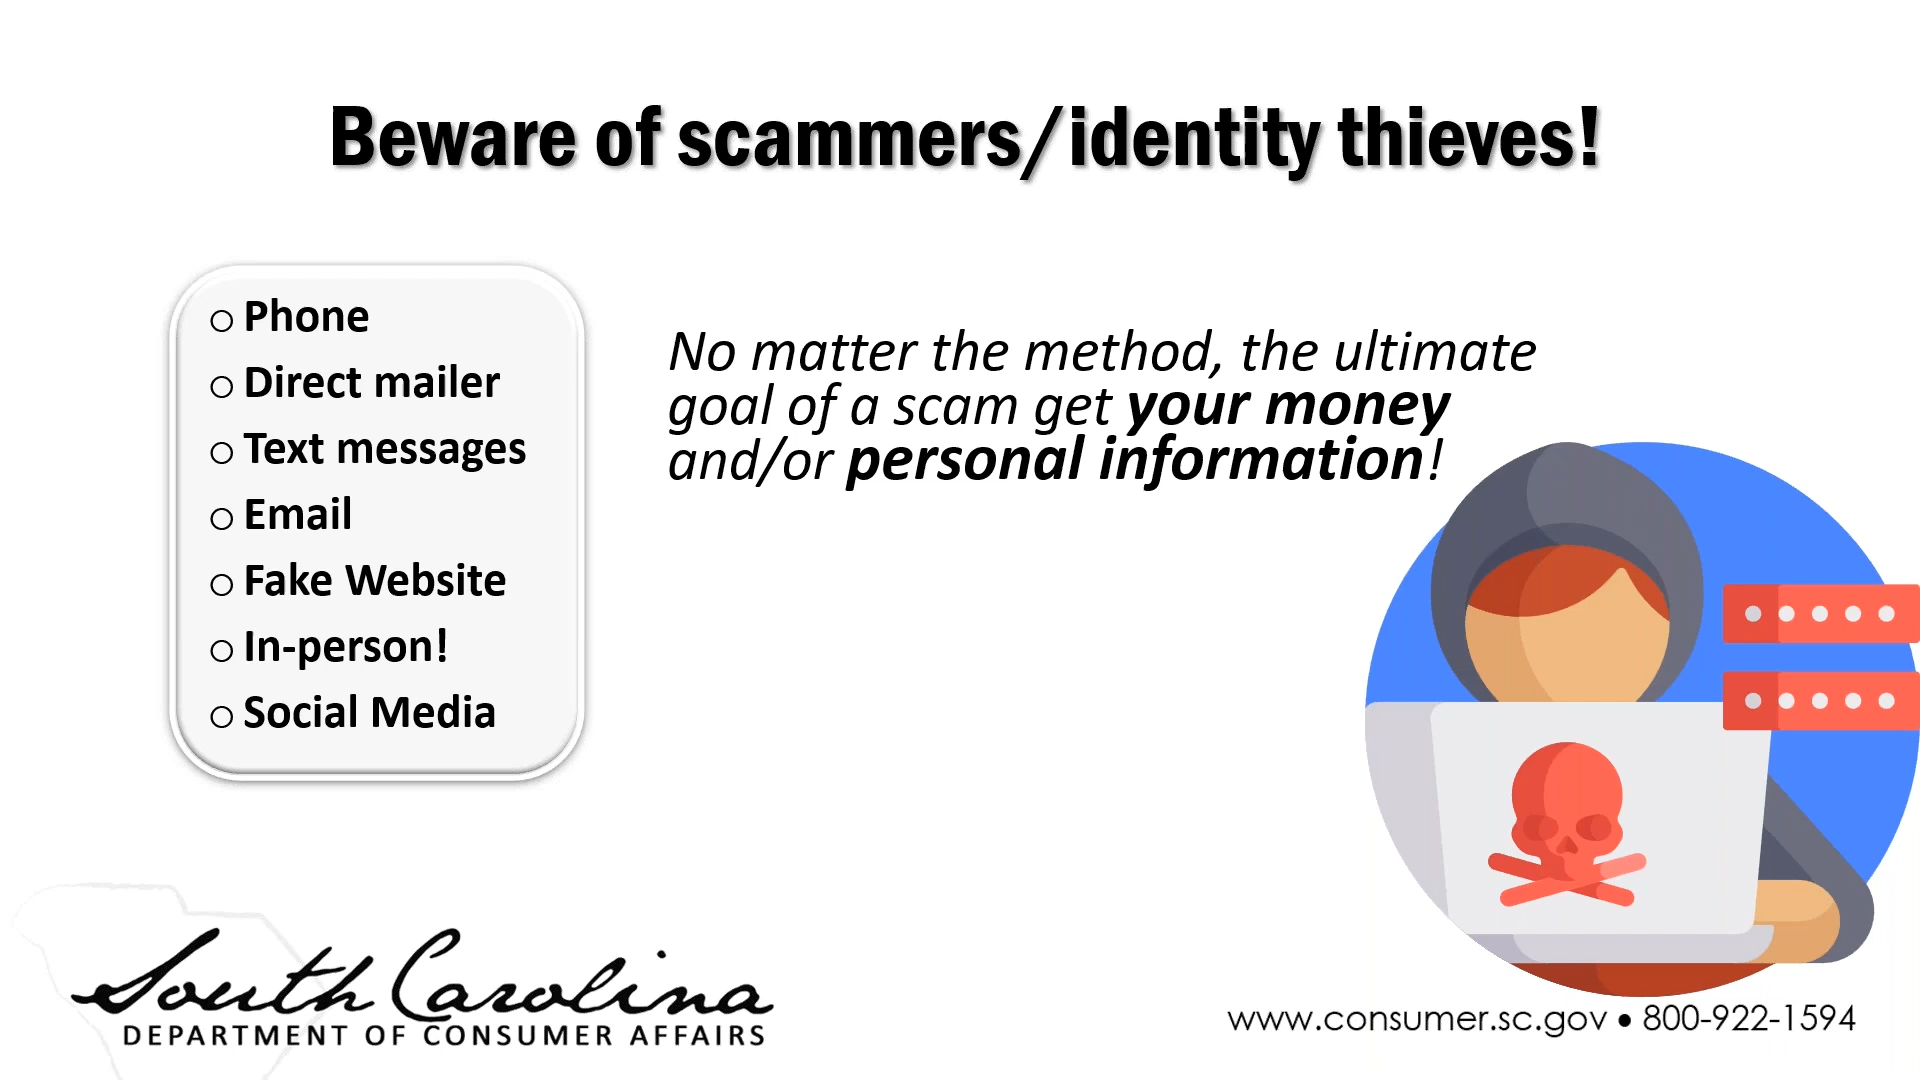 Beware of scammers/identity thieves!
o Phone
o Direct mailer
o Text messages
o Email
o Fake Website
o In-person!
o Social Media
No matter the method, the ultimate
goal of a scam get your money
and/or personal information!
South Carolina
DEPARTMENT OF CONSUMER AFFAIRS
www.consumer.sc.gov • 800-922-1594